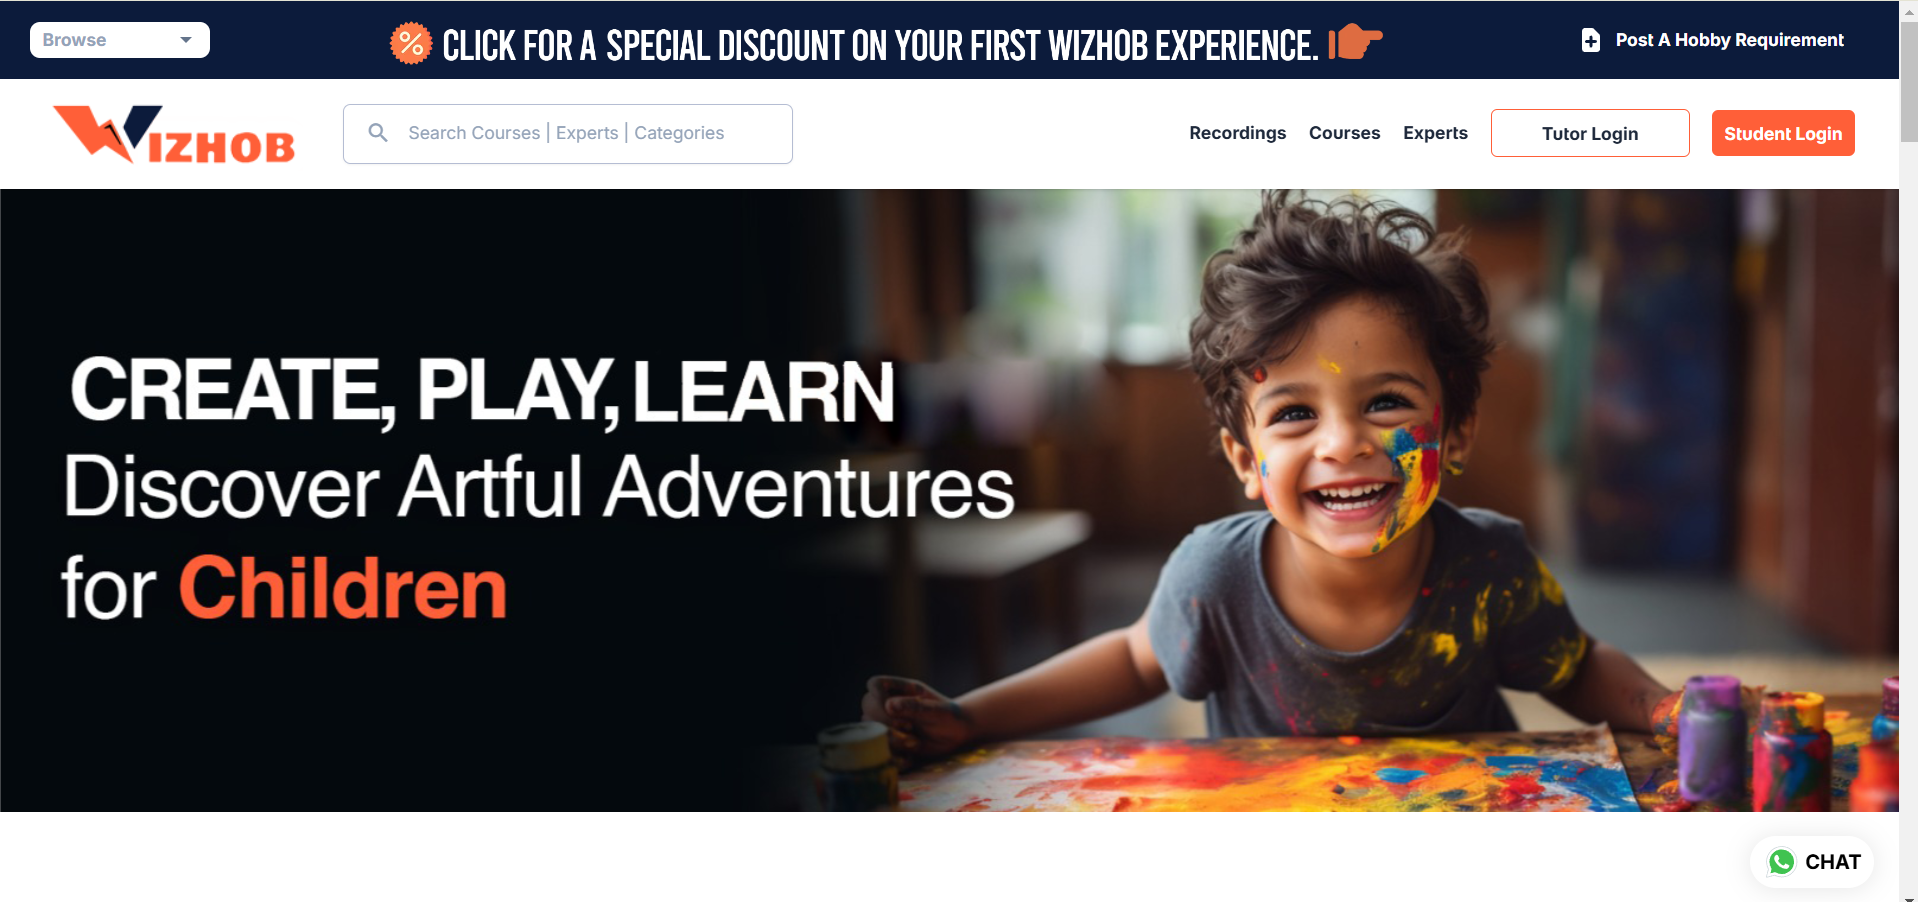 Browse
CLICK FOR A SPECIAL DISCOUNT ON YOUR FIRST WIZHOB EXPERIENCE.
Post A Hobby Requirement
WIZHOB
Search Courses | Experts | Categories
Recordings
Courses
Experts
Tutor Login
Student Login
CREATE, PLAY, LEARN
Discover Artful Adventures
for Children
CHAT